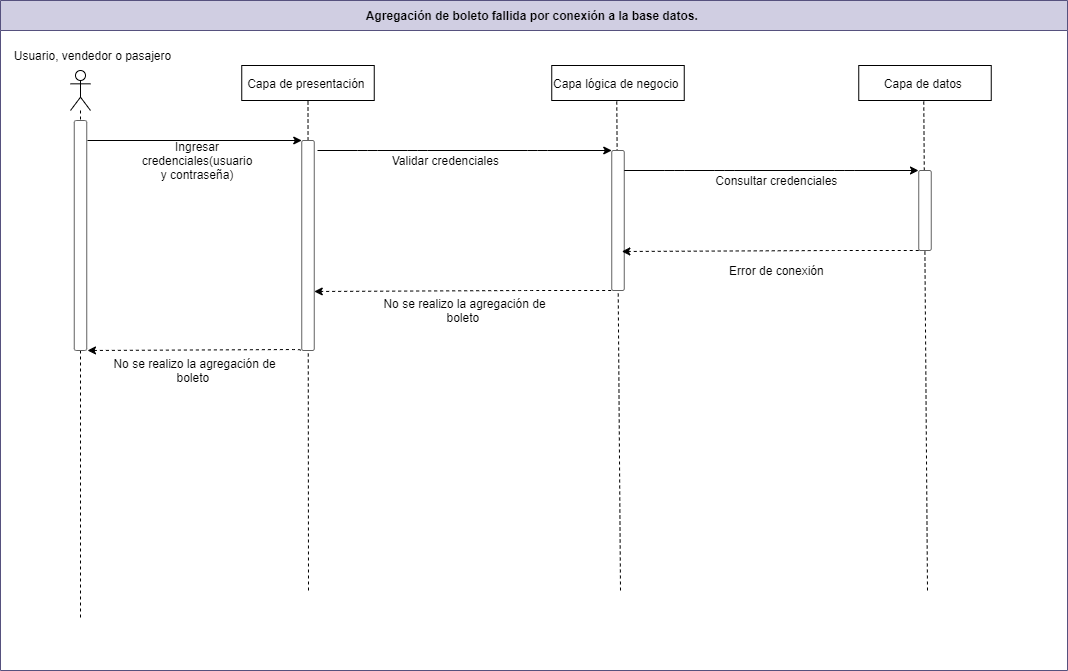 Agregación de boleto fallida por conexión a la base datos.
Usuario, vendedor o pasajero
Capa de presentación
Capa lógica de negocio
Capa de datos
Ingresar
credenciales(usuario
y contraseña)
Validar credenciales
Consultar credenciales
Error de conexión
No se realizo la agregación de
boleto
No se realizo la agregación de
boleto